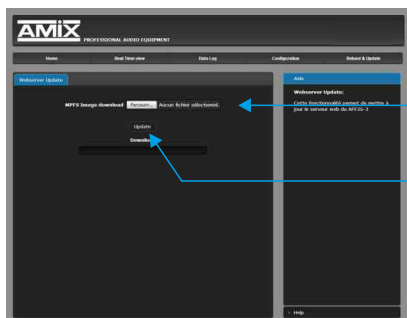 AMIX
PROFESSIONAL AUDIO EQUIPMENT
Home Real Time view Data Log Configuration Reboot & Update
Webserver Update
MPFS Image download Parcourir... Aucun fichier sélectionné.
Update
Download
Aide
Webserver Update:
Cette fonctionnalité permet de mettre à
jour le serveur web du AFF25-3
Help